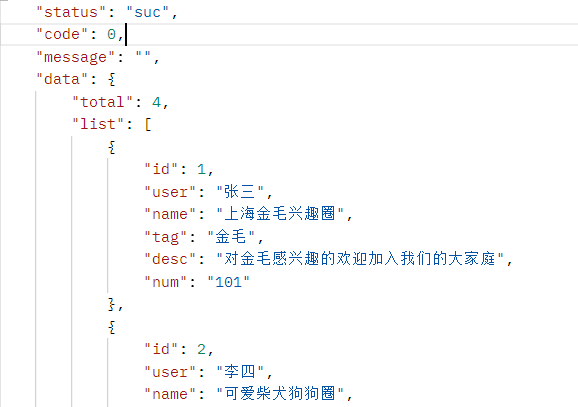 "status": "suc",
"code": 0,
"message": "",
"data": {
"total": 4,
"list": [
{
"id": 1,
"user": "张三",
"name": "上海金毛兴趣圈",
"tag": "金毛",
"desc": "对金毛感兴趣的欢迎加入我们的大家庭",
"num": "101"
},
{
"id": 2,
"user": "李四",
"name": "可爱柴犬狗狗圈",